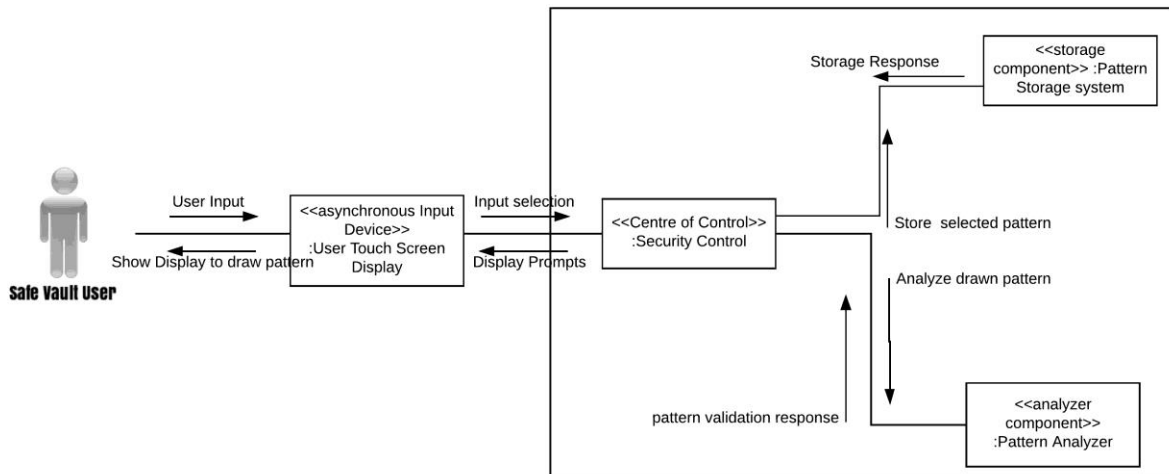 <<storage
component>> :Pattern
Storage system
Storage Response
User Input
<<asynchronous Input
Device>>
:User Touch Screen
Display
Input selection
<<Centre of Control>>
:Security Control
Store  selected pattern
Show Display to draw pattern
Display Prompts
Safe Vault User
Analyze drawn pattern
pattern validation response
<<analyzer
component>>
:Pattern Analyzer